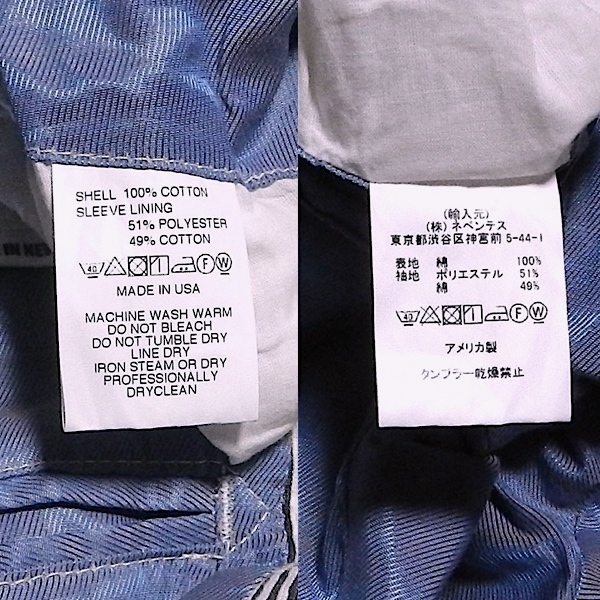 SHELL 100% COTTON
SLEEVE LINING
51% POLYESTER
49% COTTON
40 F W
MADE IN USA
MACHINE WASH WARM
DO NOT BLEACH
DO NOT TUMBLE DRY
LINE DRY
IRON STEAM OR DRY
PROFESSIONALLY
DRYCLEAN
IN NEW
(輸入元)
(株) ネペンテス
東京都渋谷区神宮前 5-44-1
表地 綿 100%
袖地 ポリエステル 51%
綿 49%
40 F W
アメリカ製
タンブラー乾燥禁止